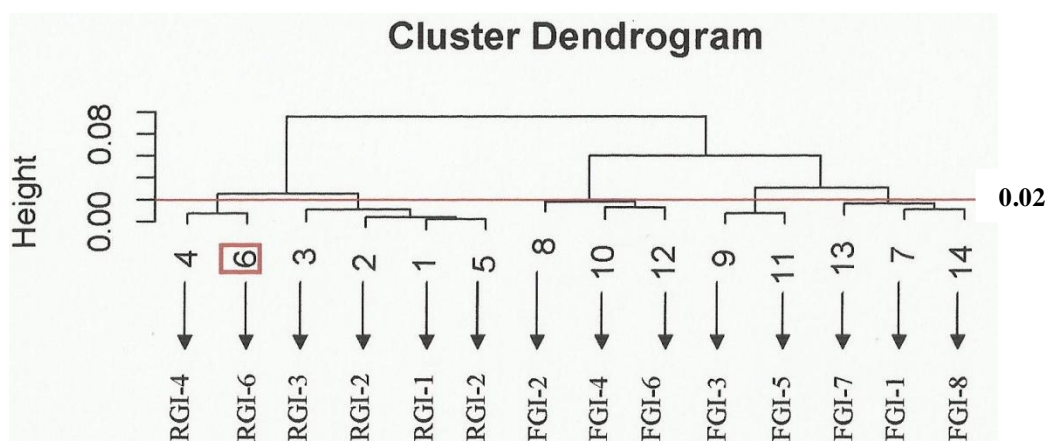 Cluster Dendrogram
Height
0.08
0.00
0.02
4 6 3 2 1 5 8 10 12 9 11 13 7 14
RGI-4 RGI-6 RGI-3 RGI-2 RGI-1 RGI-2 FGI-2 FGI-4 FGI-6 FGI-3 FGI-5 FGI-7 FGI-1 FGI-8